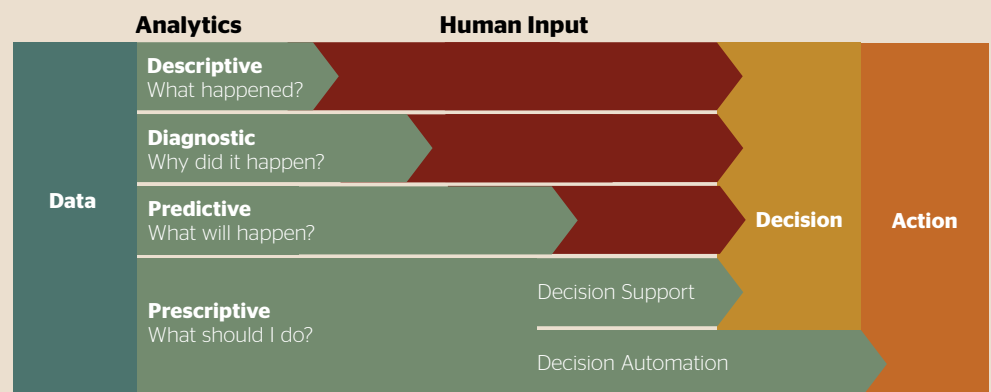 Analytics
Human Input
Data
Descriptive
What happened?
Diagnostic
Why did it happen?
Predictive
What will happen?
Prescriptive
What should I do?
Decision Support
Decision Automation
Decision
Action